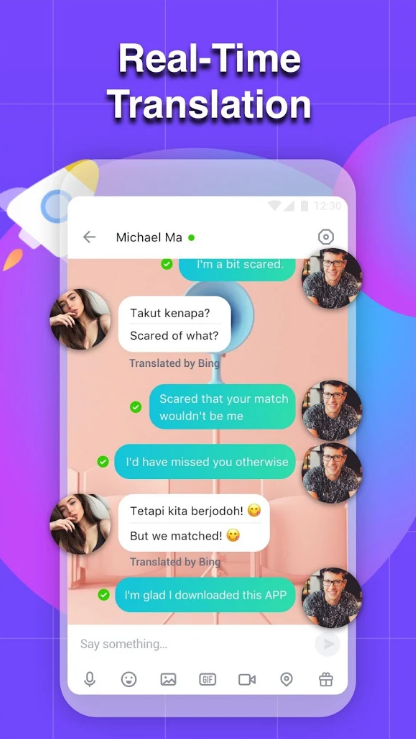 Real-Time
Translation
12:30
Michael Ma
I'm a bit scared.
Takut kenapa?
Scared of what?
Translated by Bing
Scared that your match
wouldn't be me
I'd have missed you otherwise
Tetapi kita berjodoh! 😋
But we matched! 😋
Translated by Bing
I'm glad I downloaded this APP
Say something...
GIF